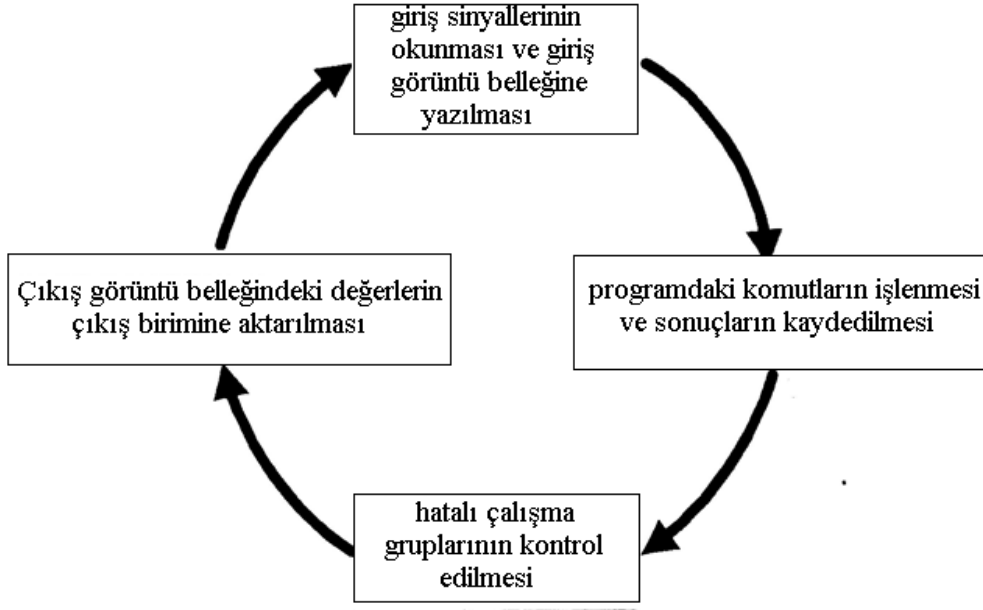 giriş sinyallerinin
okunması ve giriş
görüntü belleğine
yazılması
Çıkış görüntü belleğindeki değerlerin
çıkış birimine aktarılması
programdaki komutların işlenmesi
ve sonuçların kaydedilmesi
hatalı çalışma
gruplarının kontrol
edilmesi